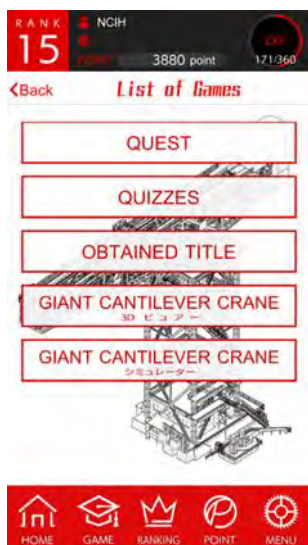 RANK
15
NCIH
3880 point
EXP
171/360
Back
List of Games
QUEST
QUIZZES
OBTAINED TITLE
GIANT CANTILEVER CRANE
3D ビュアー
GIANT CANTILEVER CRANE
シミュレーター
HOME
GAME
RANKING
POINT
MENU